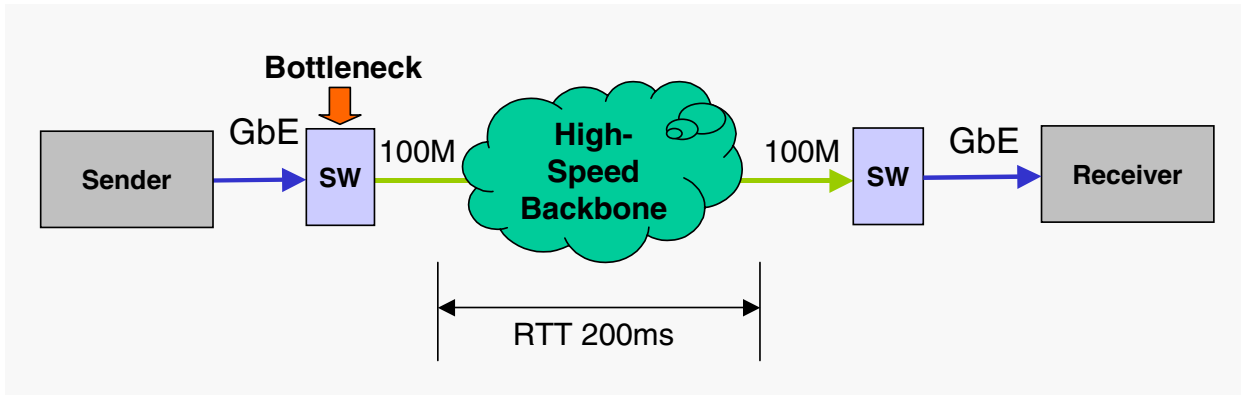 Bottleneck
Sender
GbE
SW
100M
High-
Speed
Backbone
100M
SW
GbE
Receiver
RTT 200ms